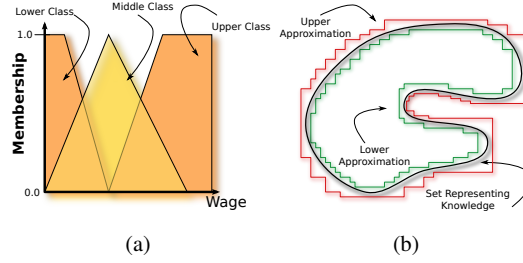 Lower Class
Middle Class
Upper Class
1.0
Membership
0.0
Wage
(a)
Upper
Approximation
Lower
Approximation
Set Representing
Knowledge
(b)